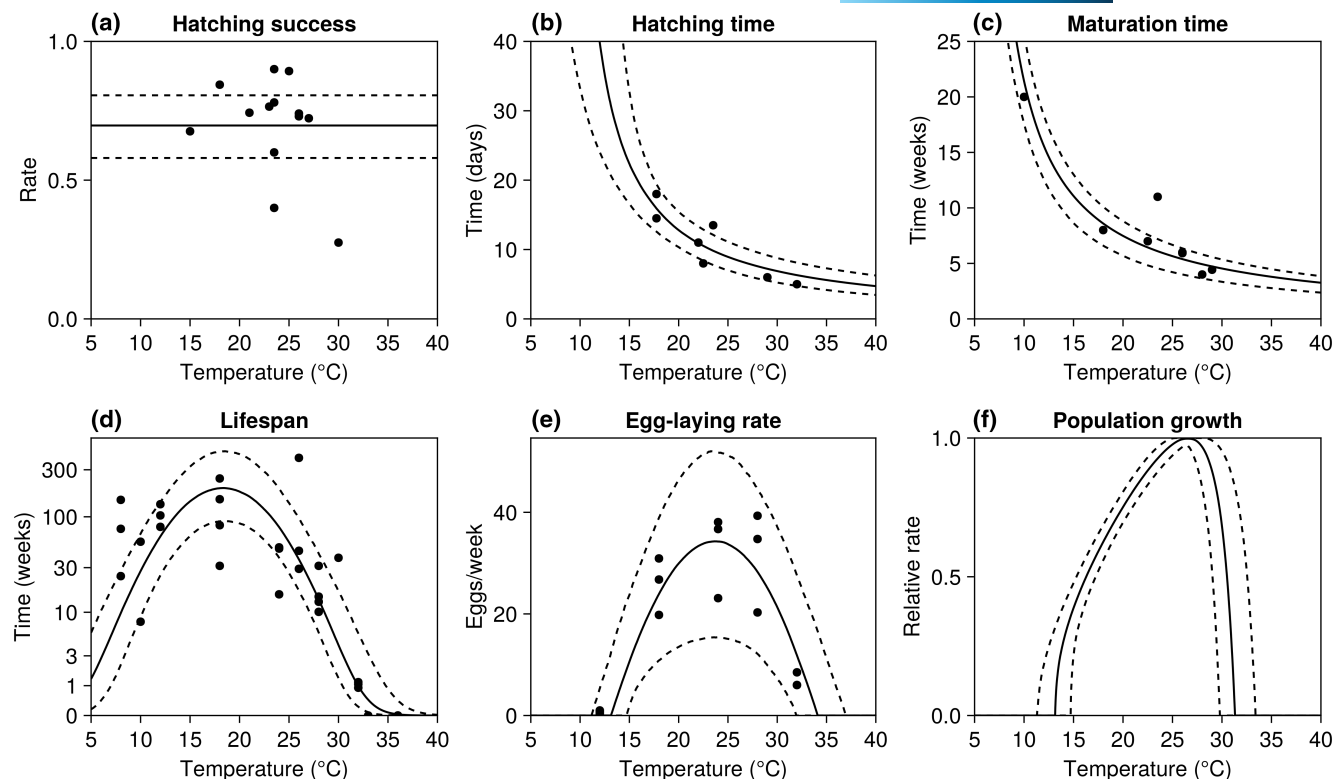 (a) Hatching success
1.0
0.5
0.0
Rate
5 10 15 20 25 30 35 40
Temperature (°C)
(b) Hatching time
40
30
20
10
0
Time (days)
5 10 15 20 25 30 35 40
Temperature (°C)
(c) Maturation time
25
20
15
10
5
0
Time (weeks)
5 10 15 20 25 30 35 40
Temperature (°C)
(d) Lifespan
300
100
30
10
3
1
0
Time (weeks)
5 10 15 20 25 30 35 40
Temperature (°C)
(e) Egg-laying rate
40
20
0
Eggs/week
5 10 15 20 25 30 35 40
Temperature (°C)
(f) Population growth
1.0
0.5
0.0
Relative rate
5 10 15 20 25 30 35 40
Temperature (°C)